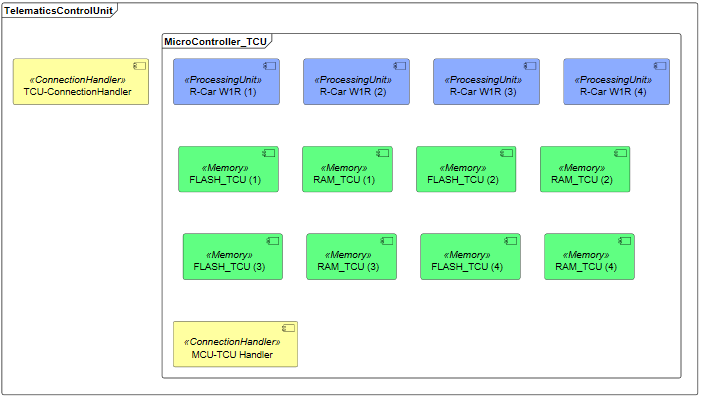 TelematicsControlUnit
MicroController_TCU
«ConnectionHandler»
TCU-ConnectionHandler
«ProcessingUnit»
R-Car W1R (1)
«ProcessingUnit»
R-Car W1R (2)
«ProcessingUnit»
R-Car W1R (3)
«ProcessingUnit»
R-Car W1R (4)
«Memory»
FLASH_TCU (1)
«Memory»
RAM_TCU (1)
«Memory»
FLASH_TCU (2)
«Memory»
RAM_TCU (2)
«Memory»
FLASH_TCU (3)
«Memory»
RAM_TCU (3)
«Memory»
FLASH_TCU (4)
«Memory»
RAM_TCU (4)
«ConnectionHandler»
MCU-TCU Handler